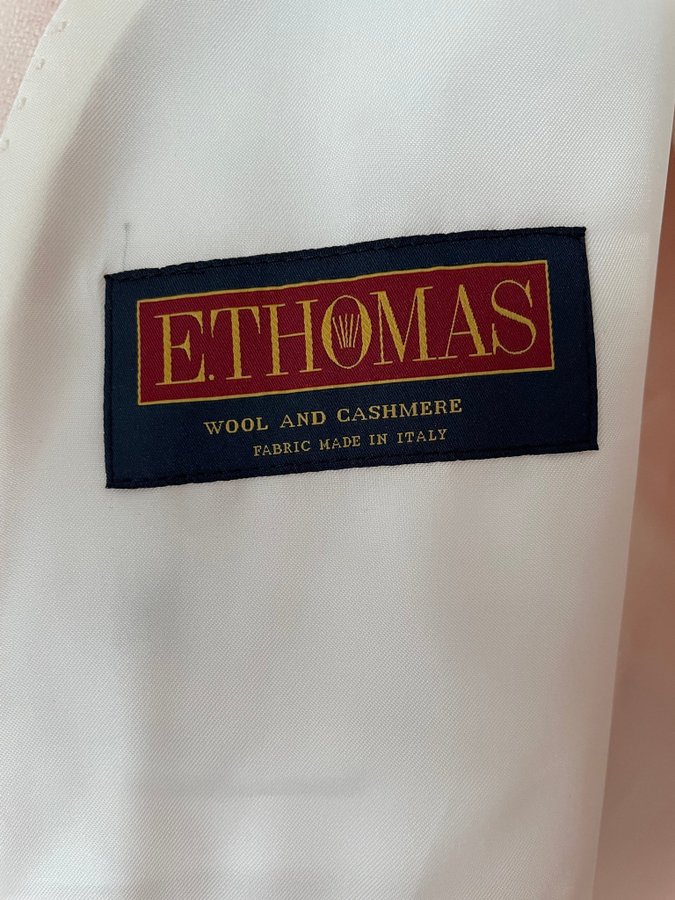 E.THOMAS
WOOL AND CASHMERE
FABRIC MADE IN ITALY